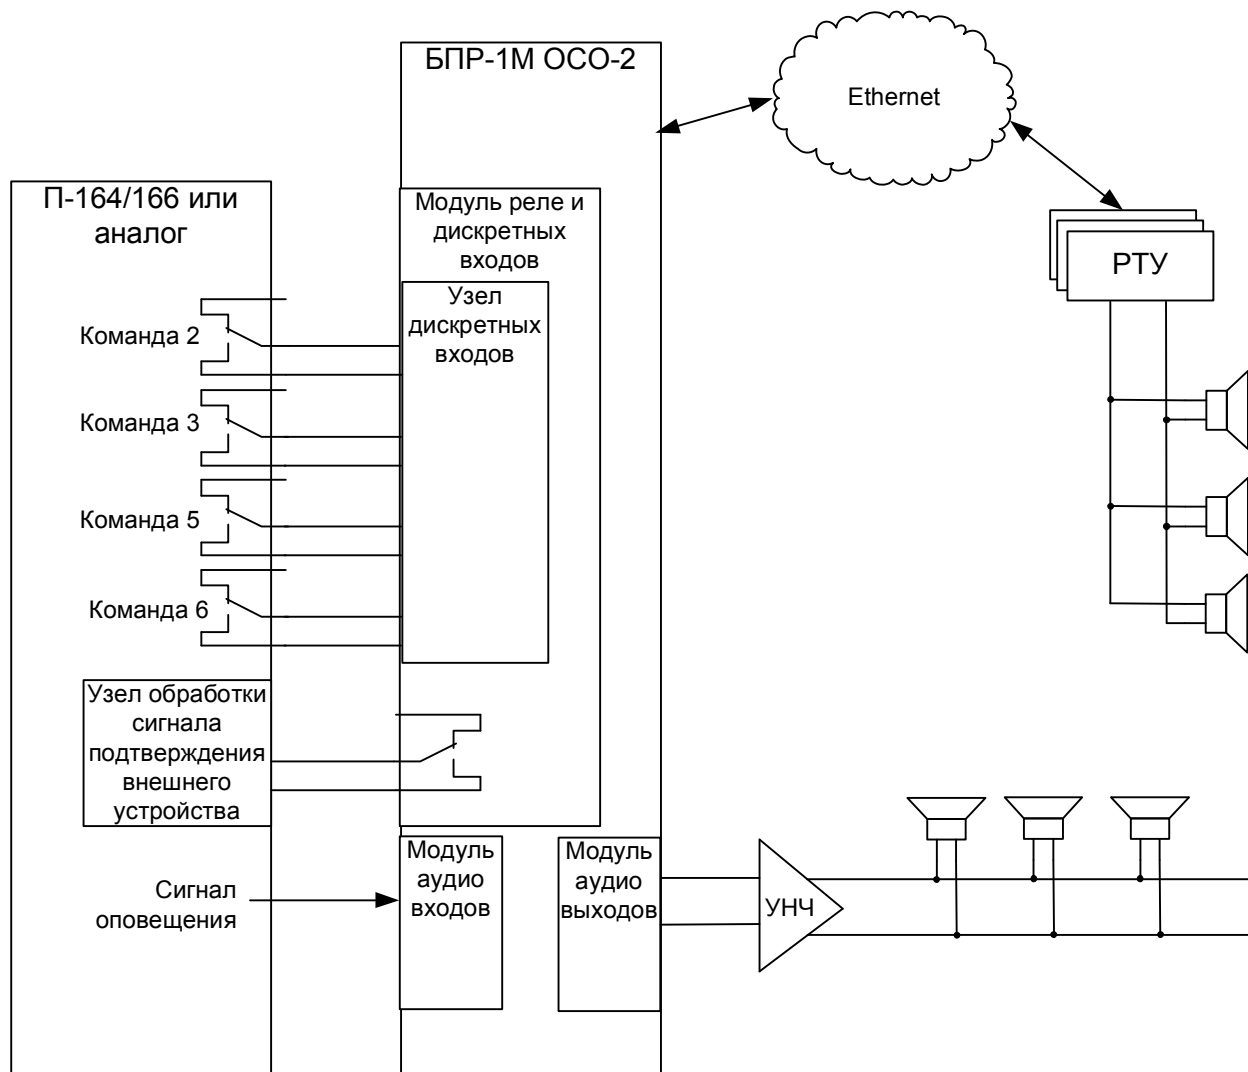 БПР-1М ОСО-2
Ethernet
П-164/166 или
аналог
Модуль реле и
дискретных
входов
РТУ
Узел
дискретных
входов
Команда 2
Команда 3
Команда 5
Команда 6
Узел обработки
сигнала
подтверждения
внешнего
устройства
Сигнал
оповещения
Модуль
аудио
входов
Модуль
аудио
выходов
УНЧ